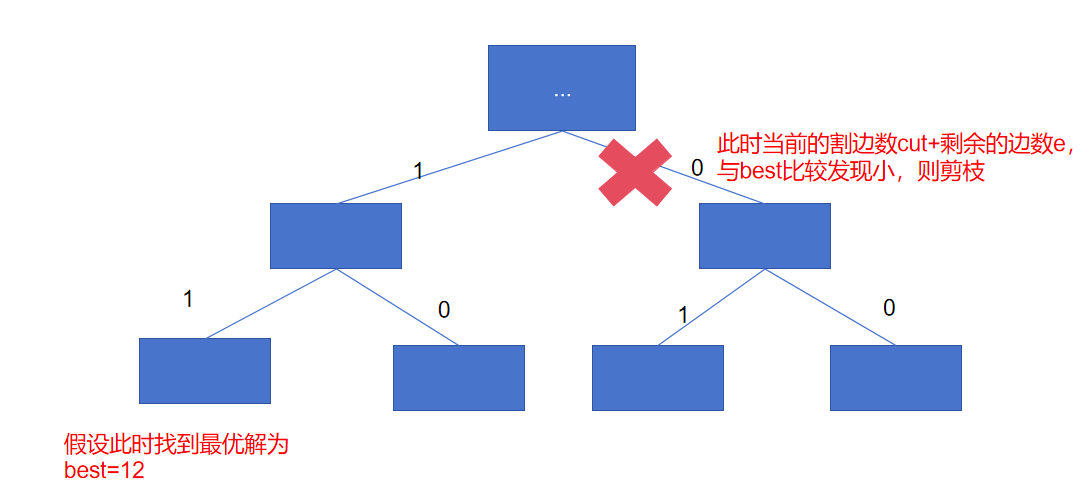 ...
此时当前的割边数cut+剩余的边数e,
与best比较发现小，则剪枝
1
0
1
0
1
0
假设此时找到最优解为
best=12